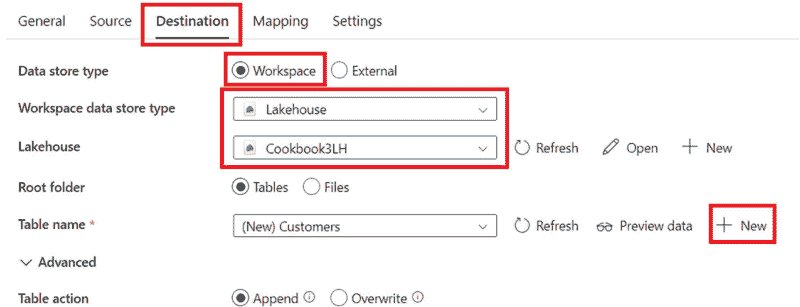 General Source Destination Mapping Settings
Data store type Workspace External
Workspace data store type Lakehouse
Lakehouse Cookbook3LH Refresh Open + New
Root folder Tables Files
Table name * (New) Customers Refresh Preview data + New
Advanced
Table action Append Overwrite